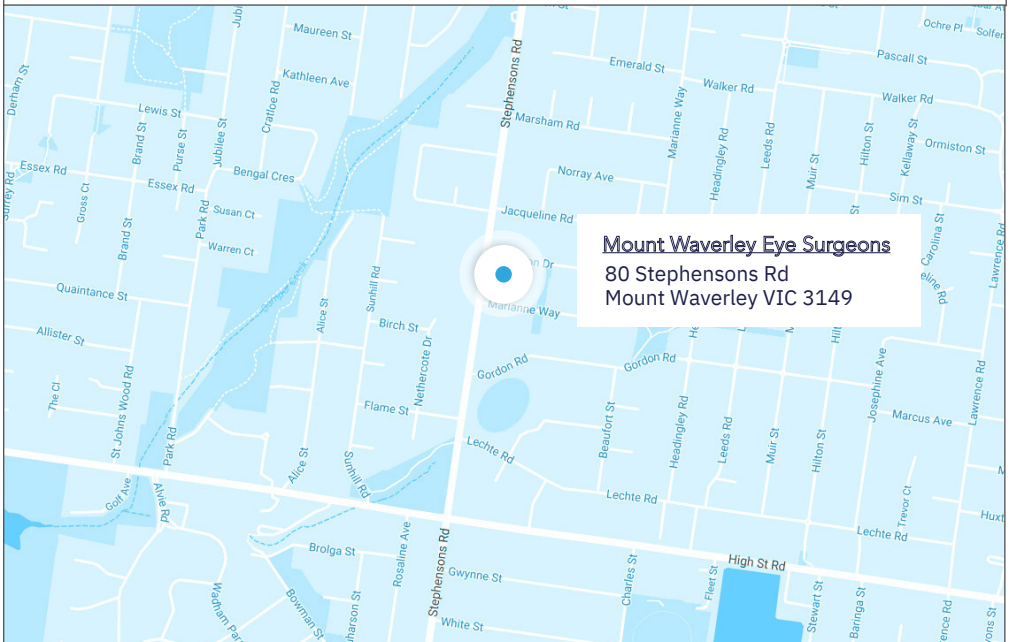 Maureen St
Stephensons Rd
Ochre Pl
Pascall St
Emerald St
Kathleen Ave
Walker Rd
Walker Rd
Derham St
Cratloe Rd
Marianne Way
Lewis St
Marsham Rd
Brand St
Purse St
Jubilee St
Headingley Rd
Leeds Rd
Hilton St
Kellaway St
Ormiston St
Muir St
Essex Rd
Bengal Cres
Norray Ave
Essex Rd
Gross Ct
Sim St
Park Rd
Susan Ct
Jacqueline Rd
Brand St
Warren Ct
Carolina St
Mount Waverley Eye Surgeons
80 Stephensons Rd
Mount Waverley VIC 3149
Lawrence Rd
Quaintance St
Sunhill Rd
Alice St
Marianne Way
Birch St
Allister St
Nethercote Dr
Gordon Rd
Gordon Rd
Josephine Ave
Lawrence Rd
The Cl
St Johns Wood Rd
Flame St
Marcus Ave
Beaufort St
Headingley Rd
Leeds Rd
Muir St
Hilton St
Park Rd
Lechte Rd
Alice St
Sunhill Rd
Golf Ave
Alvie Rd
Lechte Rd
Trevor Ct
Lechte Rd
Rosaline Ave
Stephensons Rd
Brolga St
High St Rd
Gwynne St
Charles St
Fleet St
Bowman St
Stewart St
Baringa St
White St